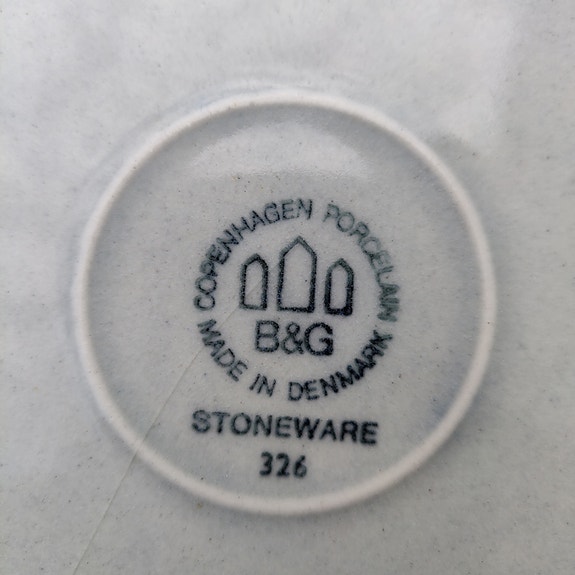 COPENHAGEN PORCELAIN
B&G
MADE IN DENMARK
STONEWARE
326